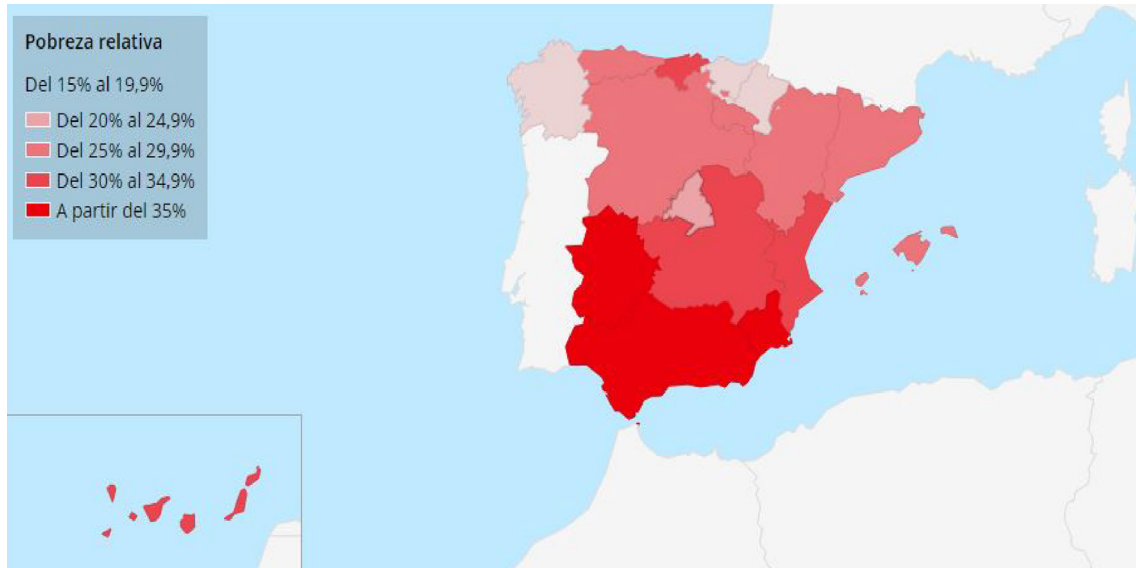 Pobreza relativa
Del 15% al 19,9%
Del 20% al 24,9%
Del 25% al 29,9%
Del 30% al 34,9%
A partir del 35%